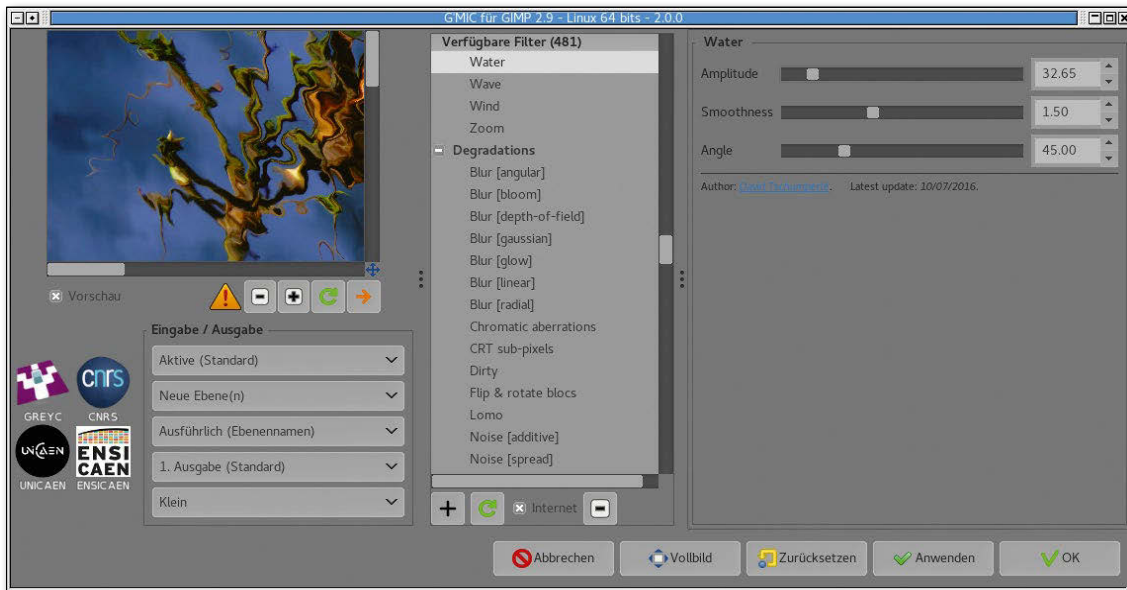 G'MIC für GIMP 2.9 - Linux 64 bits - 2.0.0
Vorschau
Eingabe / Ausgabe
Aktive (Standard)
Neue Ebene(n)
Ausführlich (Ebenennamen)
1. Ausgabe (Standard)
Klein
cnrs
GREYC
CNRS
UNICAEN
ENSI
CAEN
UNICAEN
ENSICAEN
Verfügbare Filter (481)
Water
Wave
Wind
Zoom
Degradations
Blur [angular]
Blur [bloom]
Blur [depth-of-field]
Blur [gaussian]
Blur [glow]
Blur [linear]
Blur [radial]
Chromatic aberrations
CRT sub-pixels
Dirty
Flip & rotate blocs
Lomo
Noise [additive]
Noise [spread]
Internet
Water
Amplitude 32.65
Smoothness 1.50
Angle 45.00
Author: David Tschumperlé. Latest update: 10/07/2016.
Abbrechen
Vollbild
Zurücksetzen
Anwenden
OK